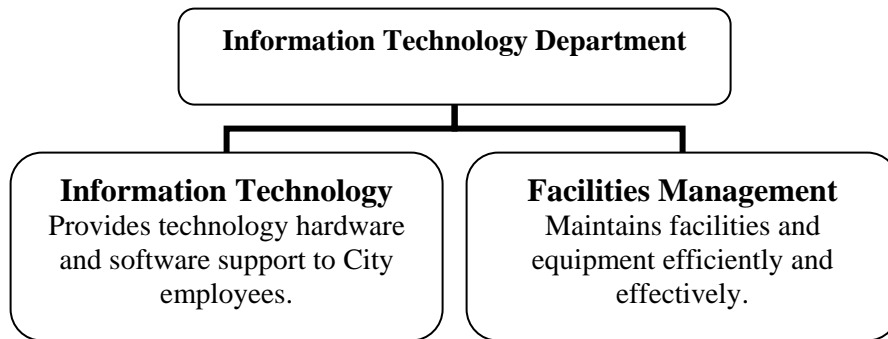 Information Technology Department
Information Technology
Provides technology hardware
and software support to City
employees.
Facilities Management
Maintains facilities and
equipment efficiently and
effectively.